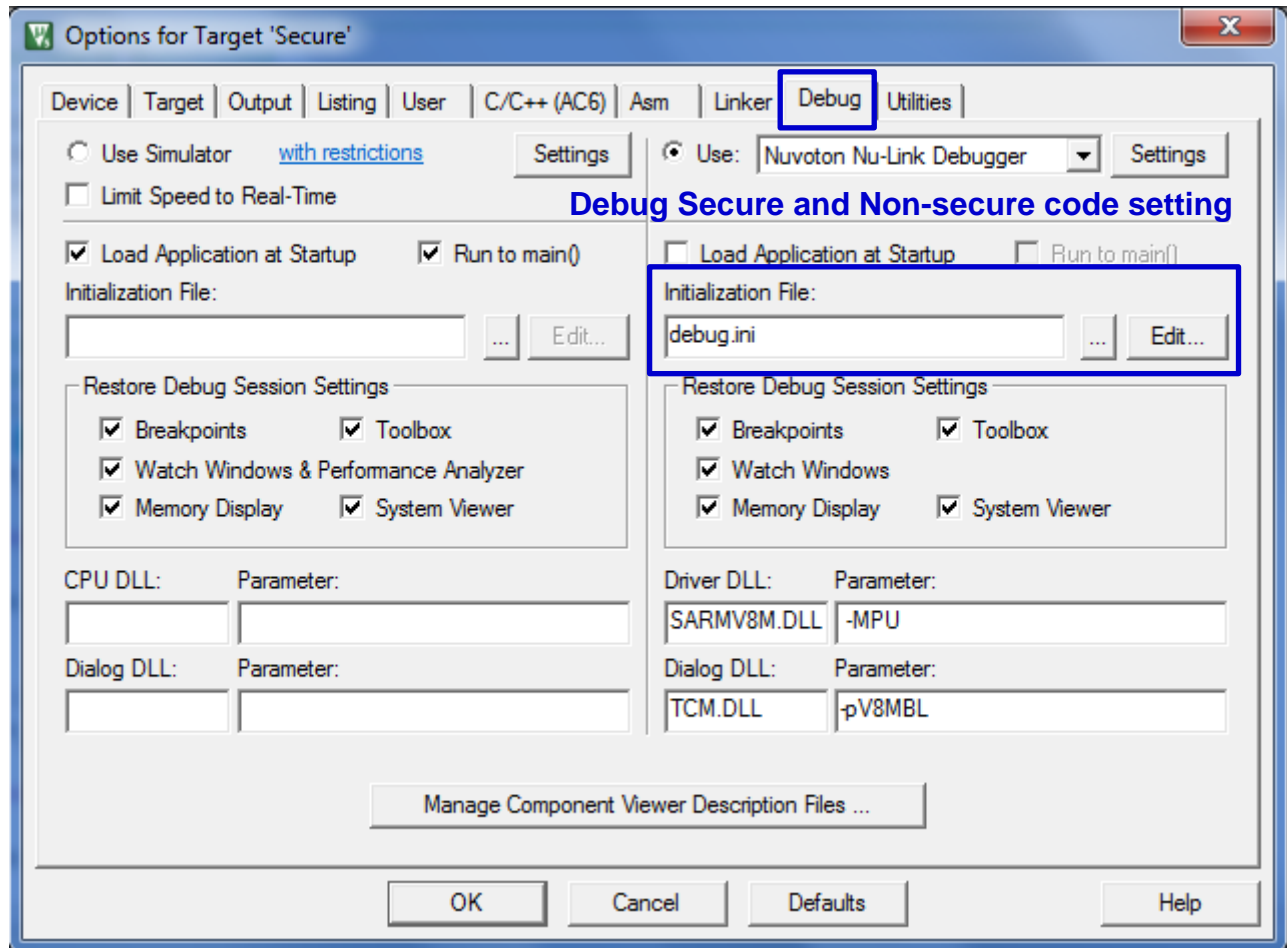 Options for Target 'Secure'
Device Target Output Listing User C/C++ (AC6) Asm Linker Debug Utilities
Use Simulator with restrictions Settings Use: Nuvoton Nu-Link Debugger Settings
Limit Speed to Real-Time
Debug Secure and Non-secure code setting
Load Application at Startup Run to main() Load Application at Startup Run to main()
Initialization File: Initialization File:
... Edit... debug.ini ... Edit...
Restore Debug Session Settings Restore Debug Session Settings
Breakpoints Toolbox Breakpoints Toolbox
Watch Windows & Performance Analyzer Watch Windows
Memory Display System Viewer Memory Display System Viewer
CPU DLL: Parameter: Driver DLL: Parameter:
SARMV8M.DLL -MPU
Dialog DLL: Parameter: Dialog DLL: Parameter:
TCM.DLL -pV8MBL
Manage Component Viewer Description Files ...
OK Cancel Defaults Help